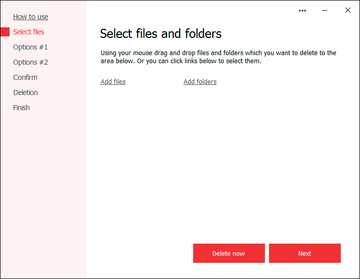 How to use
Select files
Options #1
Options #2
Confirm
Deletion
Finish
Select files and folders
Using your mouse drag and drop files and folders which you want to delete to the
area below. Or you can click links below to select them.
Add files
Add folders
Delete now
Next